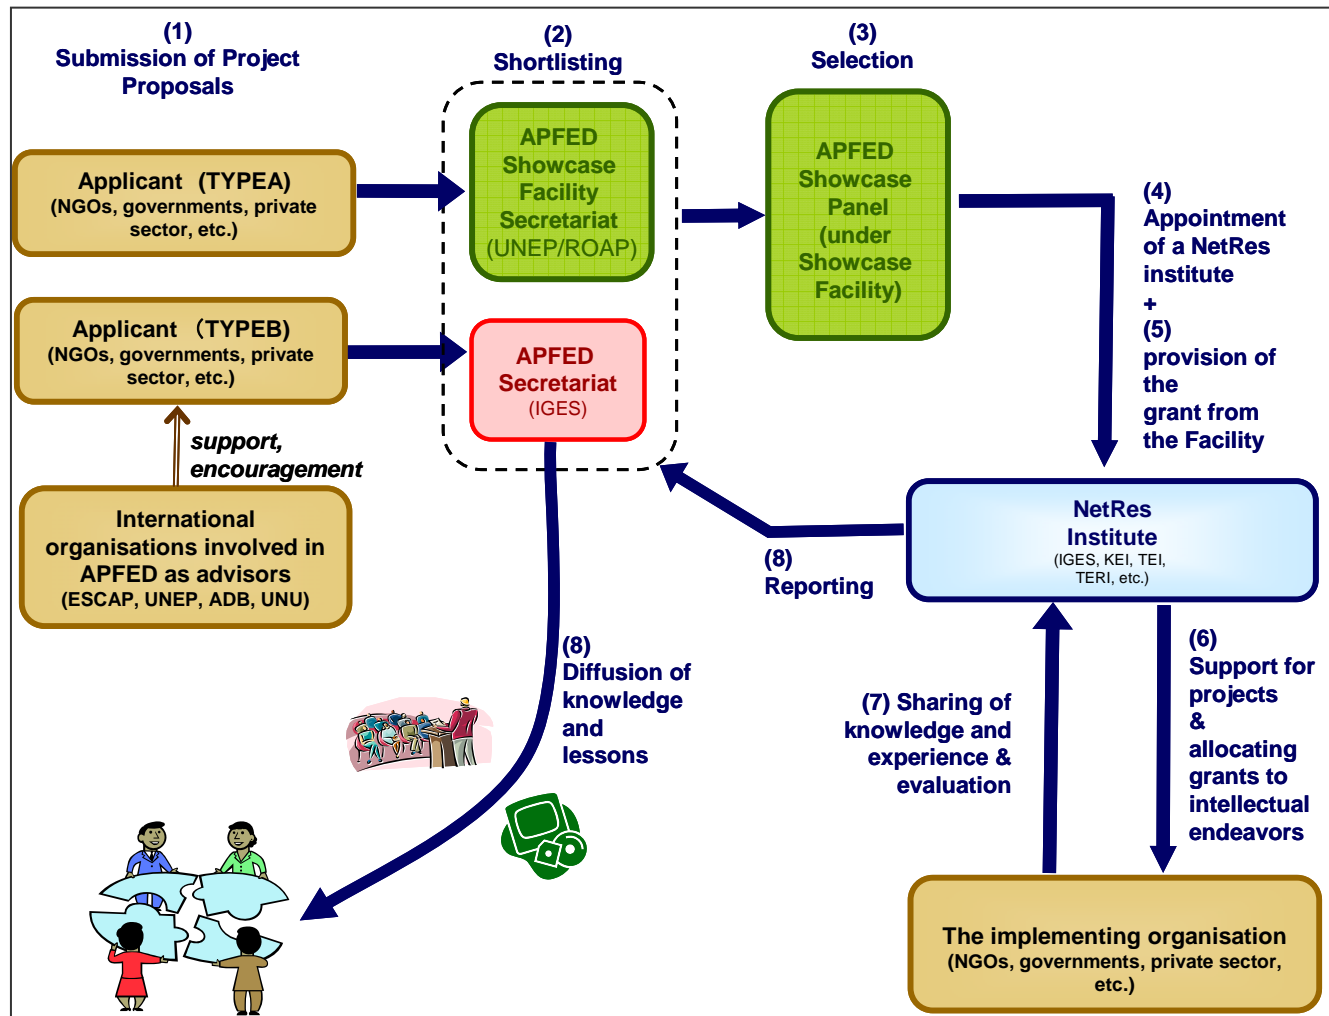 (1)
Submission of Project
Proposals
(2)
Shortlisting
(3)
Selection
Applicant (TYPEA)
(NGOs, governments, private
sector, etc.)
APFED
Showcase
Facility
Secretariat
(UNEP/ROAP)
APFED
Showcase
Panel
(under
Showcase
Facility)
(4)
Appointment
of a NetRes
institute
+
(5)
provision of
the
grant from
the Facility
Applicant (TYPEB)
(NGOs, governments, private
sector, etc.)
APFED
Secretariat
(IGES)
support,
encouragement
International
organisations involved in
APFED as advisors
(ESCAP, UNEP, ADB, UNU)
NetRes
Institute
(IGES, KEI, TEI,
TERI, etc.)
(8)
Reporting
(8)
Diffusion of
knowledge
and
lessons
(7) Sharing of
knowledge and
experience &
evaluation
(6)
Support for
projects
&
allocating
grants to
intellectual
endeavors
The implementing organisation
(NGOs, governments, private sector,
etc.)